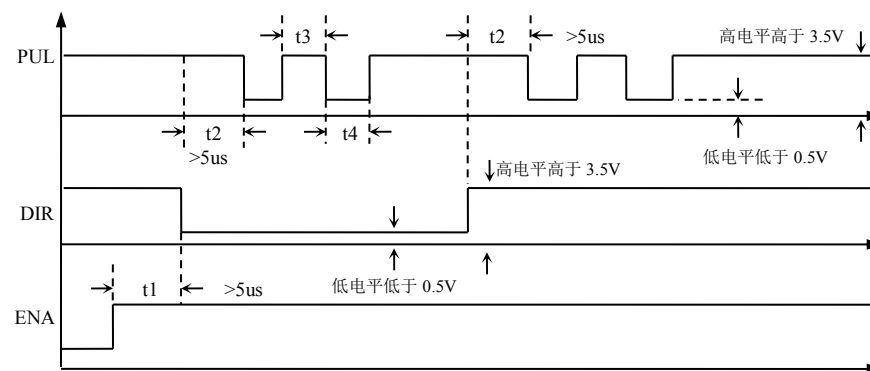 t3
t2
>5us
高电平高于 3.5V
PUL
t2
t4
>5us
低电平低于 0.5V
高电平高于 3.5V
DIR
t1
>5us
低电平低于 0.5V
ENA